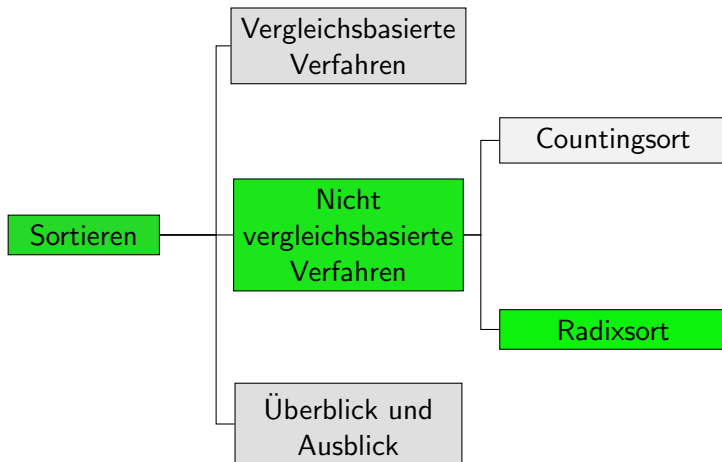 Vergleichsbasierte
Verfahren
Sortieren
Nicht
vergleichsbasierte
Verfahren
Countingsort
Radixsort
Überblick und
Ausblick